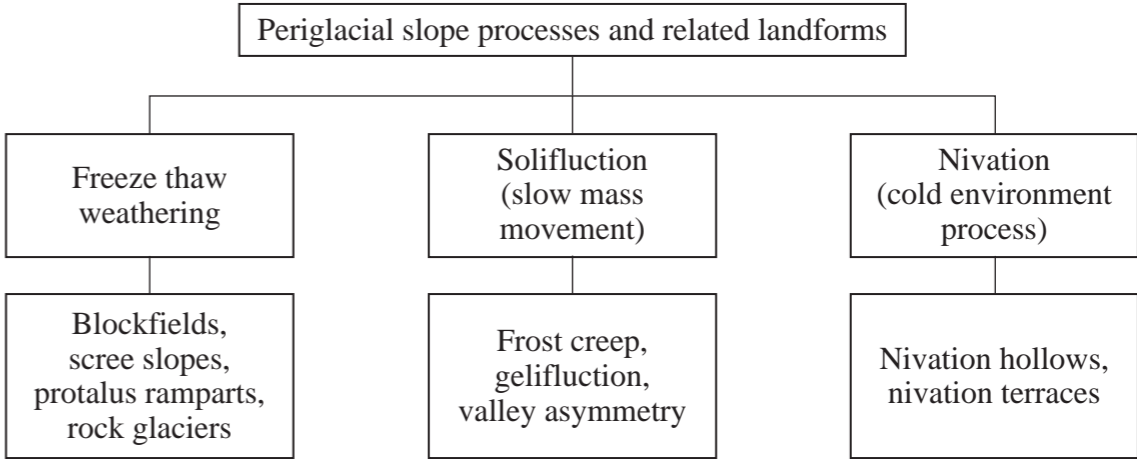 Periglacial slope processes and related landforms
Freeze thaw
weathering
Solifluction
(slow mass
movement)
Nivation
(cold environment
process)
Blockfields,
scree slopes,
protalus ramparts,
rock glaciers
Frost creep,
gelifluction,
valley asymmetry
Nivation hollows,
nivation terraces